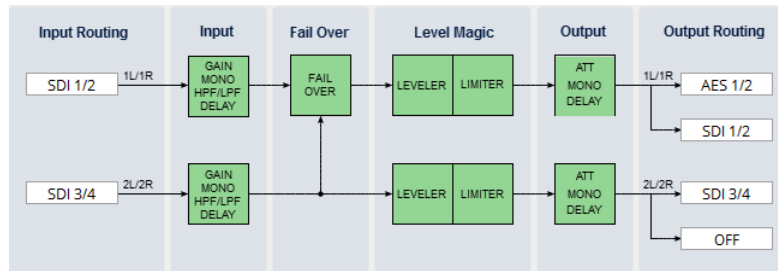 Input Routing
Input
Fail Over
Level Magic
Output
Output Routing
SDI 1/2
1L/1R
GAIN
MONO
HPF/LPF
DELAY
FAIL
OVER
LEVELER
LIMITER
ATT
MONO
DELAY
1L/1R
AES 1/2
SDI 1/2
SDI 3/4
2L/2R
GAIN
MONO
HPF/LPF
DELAY
LEVELER
LIMITER
ATT
MONO
DELAY
2L/2R
SDI 3/4
OFF